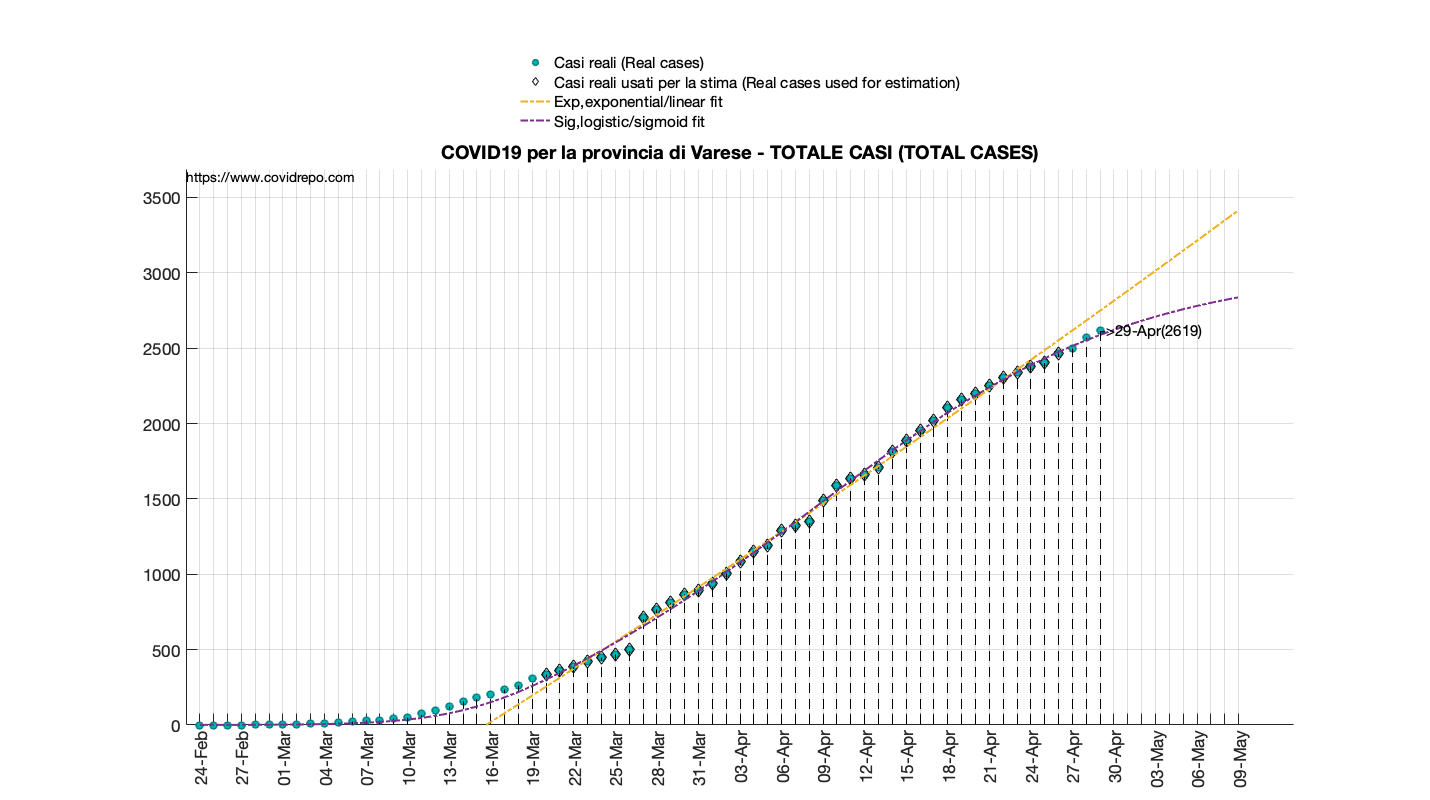 Casi reali (Real cases)
Casi reali usati per la stima (Real cases used for estimation)
Exp,exponential/linear fit
Sig,logistic/sigmoid fit
COVID19 per la provincia di Varese - TOTALE CASI (TOTAL CASES)
https://www.covidrepo.com
3500
3000
2500
2000
1500
1000
500
0
->29-Apr(2619)
24-Feb
27-Feb
01-Mar
04-Mar
07-Mar
10-Mar
13-Mar
16-Mar
19-Mar
22-Mar
25-Mar
28-Mar
31-Mar
03-Apr
06-Apr
09-Apr
12-Apr
15-Apr
18-Apr
21-Apr
24-Apr
27-Apr
30-Apr
03-May
06-May
09-May